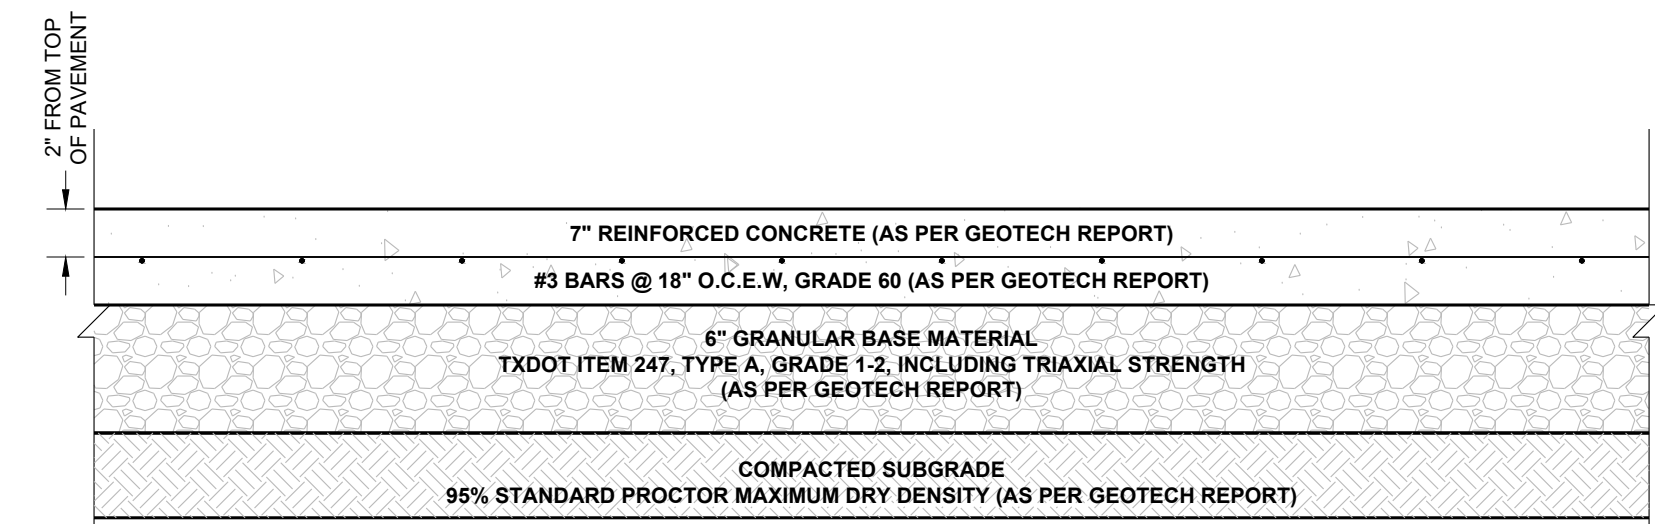 2" FROM TOP
OF PAVEMENT
7" REINFORCED CONCRETE (AS PER GEOTECH REPORT)
#3 BARS @ 18" O.C.E.W, GRADE 60 (AS PER GEOTECH REPORT)
6" GRANULAR BASE MATERIAL
TXDOT ITEM 247, TYPE A, GRADE 1-2, INCLUDING TRIAXIAL STRENGTH
(AS PER GEOTECH REPORT)
COMPACTED SUBGRADE
95% STANDARD PROCTOR MAXIMUM DRY DENSITY (AS PER GEOTECH REPORT)